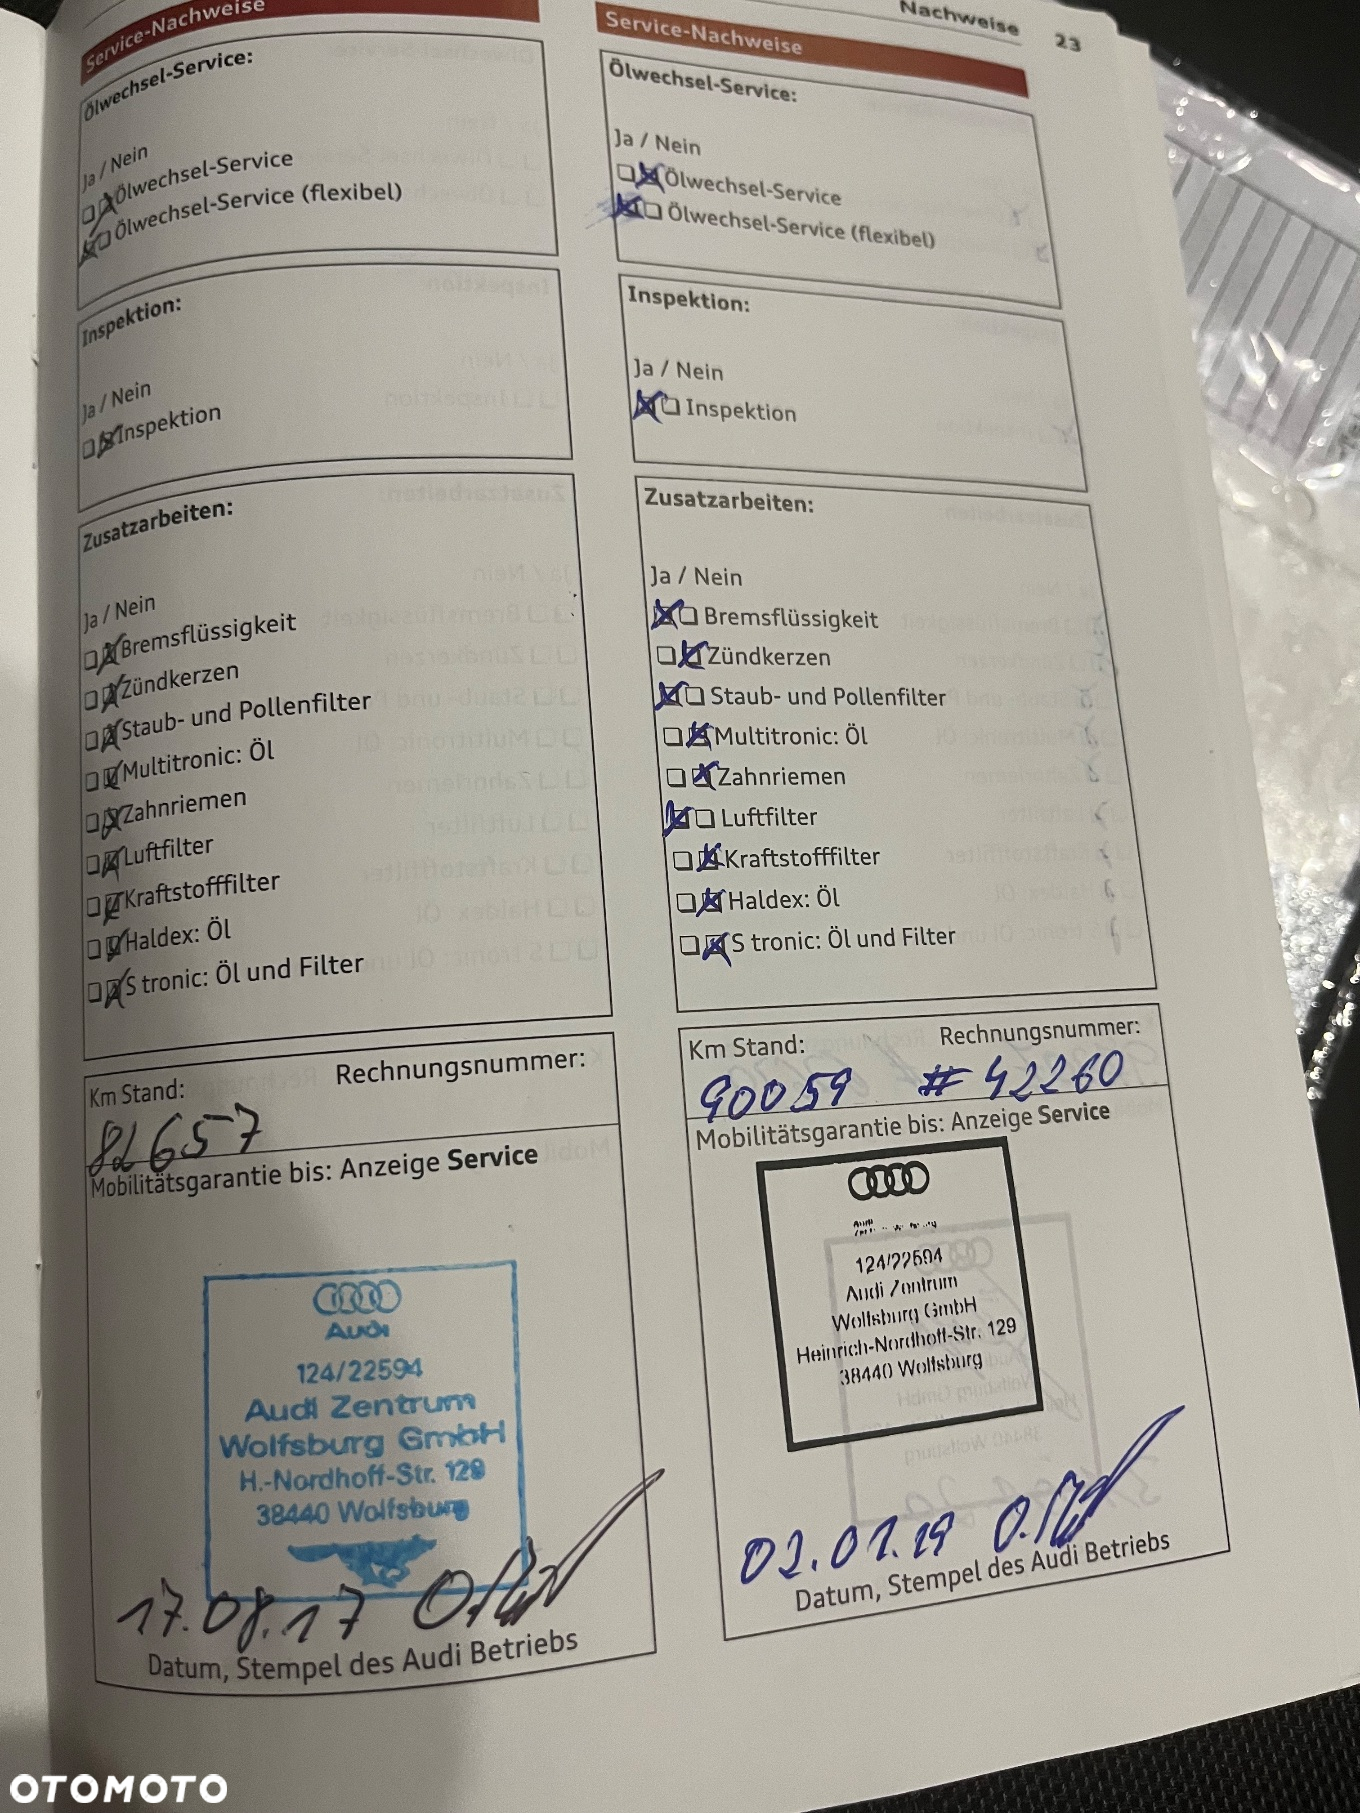 Nachweise 23
Service-Nachweise
Ölwechsel-Service:
Ja / Nein
Ölwechsel-Service
Ölwechsel-Service (flexibel)
Inspektion:
Ja / Nein
Inspektion
Zusatzarbeiten:
Ja / Nein
Bremsflüssigkeit
Zündkerzen
Staub- und Pollenfilter
Multitronic: Öl
Zahnriemen
Luftfilter
Kraftstofffilter
Haldex: Öl
S tronic: Öl und Filter
Km Stand: Rechnungsnummer:
82657
Mobilitätsgarantie bis: Anzeige Service
Audi
124/22594
Audi Zentrum
Wolfsburg GmbH
H.-Nordhoff-Str. 129
38440 Wolfsburg
17.08.17
Datum, Stempel des Audi Betriebs
Service-Nachweise
Ölwechsel-Service:
Ja / Nein
Ölwechsel-Service
Ölwechsel-Service (flexibel)
Inspektion:
Ja / Nein
Inspektion
Zusatzarbeiten:
Ja / Nein
Bremsflüssigkeit
Zündkerzen
Staub- und Pollenfilter
Multitronic: Öl
Zahnriemen
Luftfilter
Kraftstofffilter
Haldex: Öl
S tronic: Öl und Filter
Km Stand: Rechnungsnummer:
90059 # 42260
Mobilitätsgarantie bis: Anzeige Service
124/22594
Audi Zentrum
Wolfsburg GmbH
Heinrich-Nordhoff-Str. 129
38440 Wolfsburg
02.01.19
Datum, Stempel des Audi Betriebs
OTOMOTO